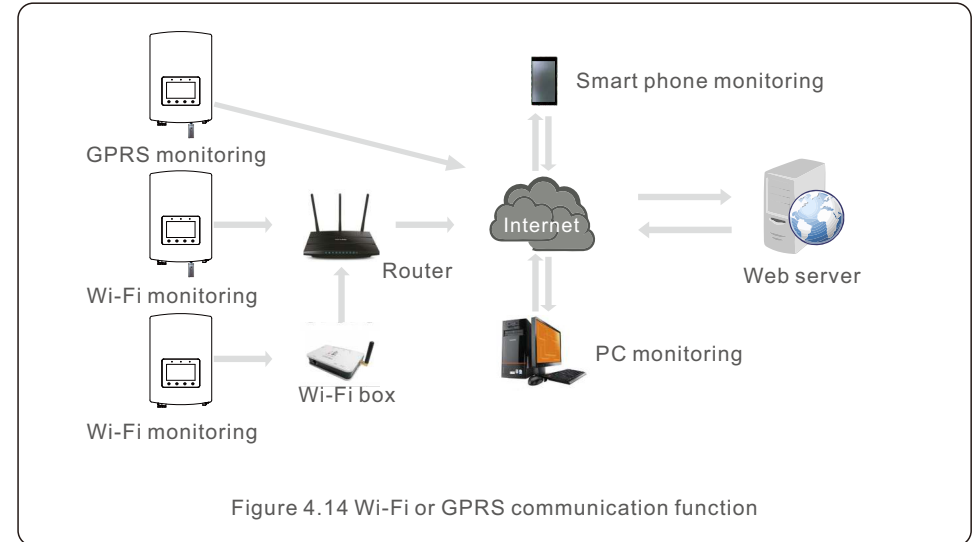 Smart phone monitoring
GPRS monitoring
Internet
Router
Web server
Wi-Fi monitoring
PC monitoring
Wi-Fi box
Wi-Fi monitoring
Figure 4.14 Wi-Fi or GPRS communication function